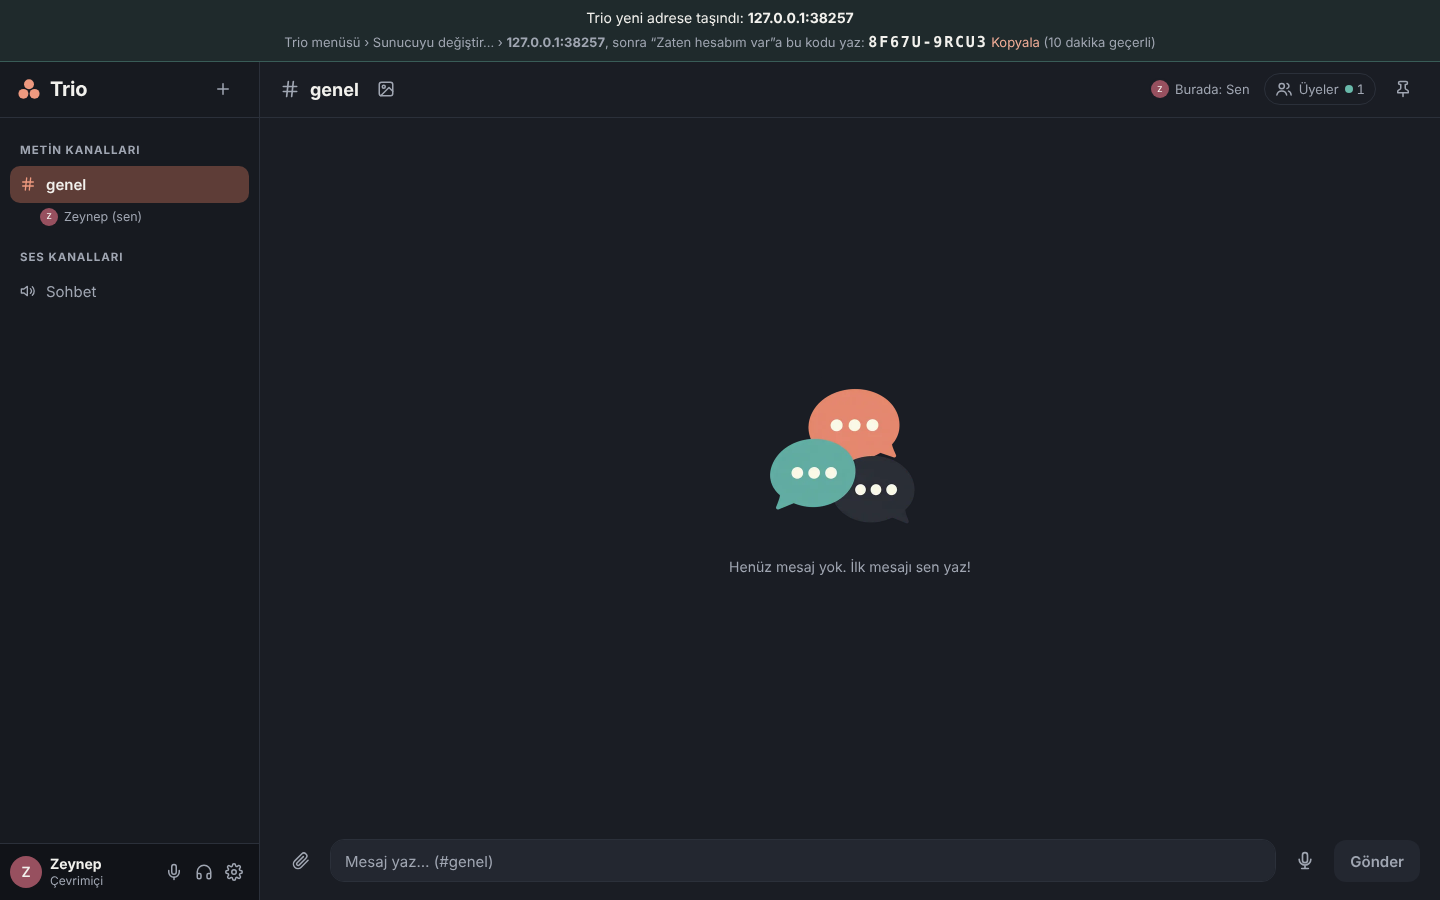 Trio yeni adrese taşındı: 127.0.0.1:38257
Trio menüsü › Sunucuyu değiştir... › 127.0.0.1:38257, sonra “Zaten hesabım var”a bu kodu yaz: 8F67U-9RCU3 Kopyala (10 dakika geçerli)
Trio
genel
Z Burada: Sen
Üyeler 1
METİN KANALLARI
genel
Z Zeynep (sen)
SES KANALLARI
Sohbet
Henüz mesaj yok. İlk mesajı sen yaz!
Z Zeynep
Çevrimiçi
Mesaj yaz... (#genel)
Gönder